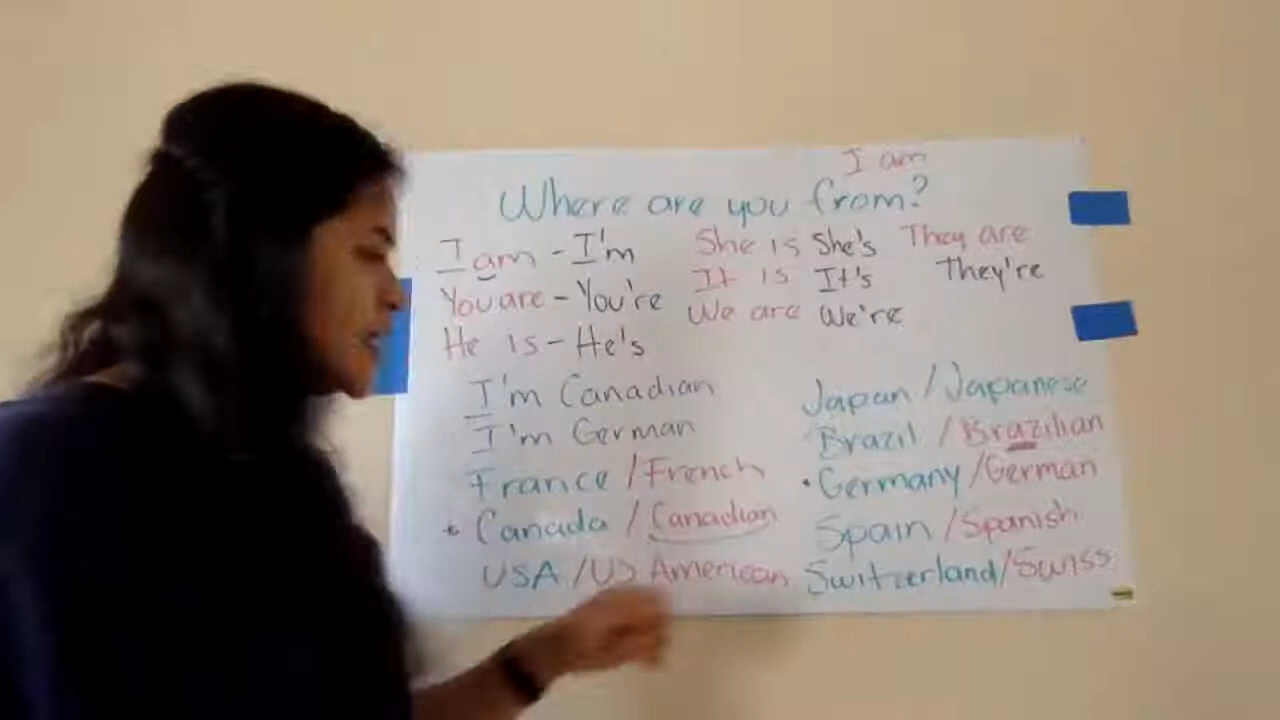 I am
Where are you from?
I am - I'm
You are - You're
He is - He's
She is She's
It is It's
We are We're
They are
They're
I'm Canadian
I'm German
France / French
Canada / Canadian
USA / US American
Japan / Japanese
Brazil / Brazilian
Germany / German
Spain / Spanish
Switzerland / Swiss